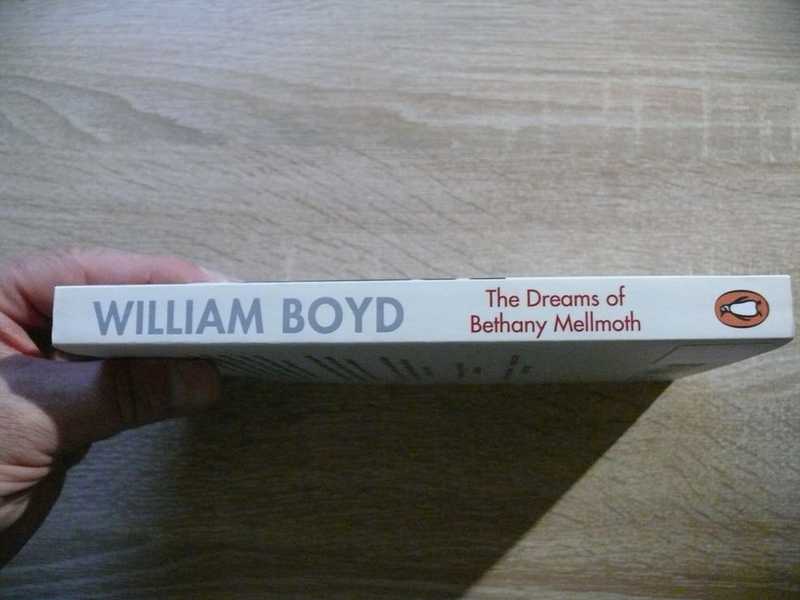 WILLIAM BOYD
The Dreams of
Bethany Mellmoth